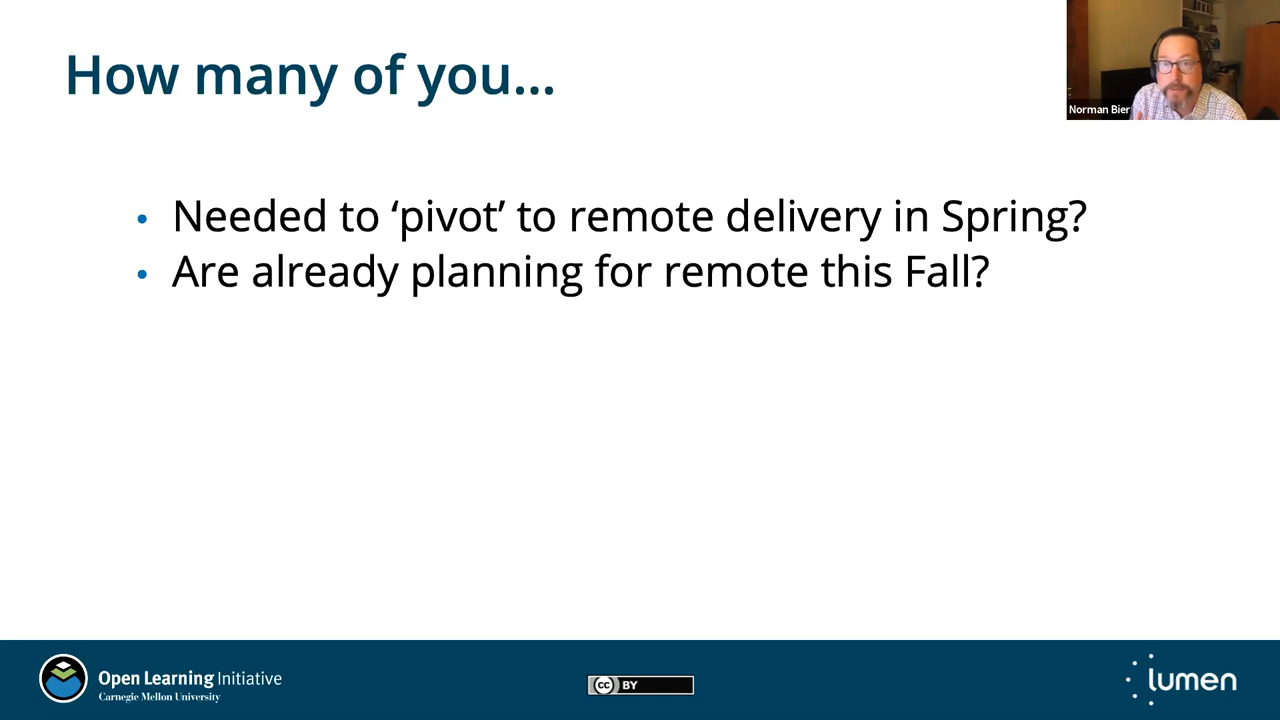 How many of you...
Norman Bier
• Needed to ‘pivot’ to remote delivery in Spring?
• Are already planning for remote this Fall?
Open Learning Initiative
Carnegie Mellon University
cc BY
lumen